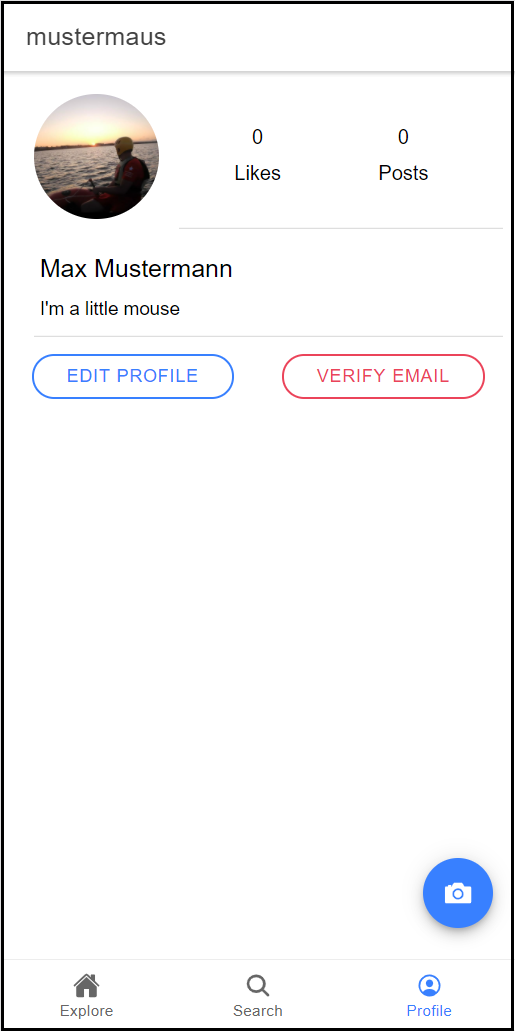 mustermaus
0 0
Likes Posts
Max Mustermann
I'm a little mouse
EDIT PROFILE VERIFY EMAIL
Explore Search Profile